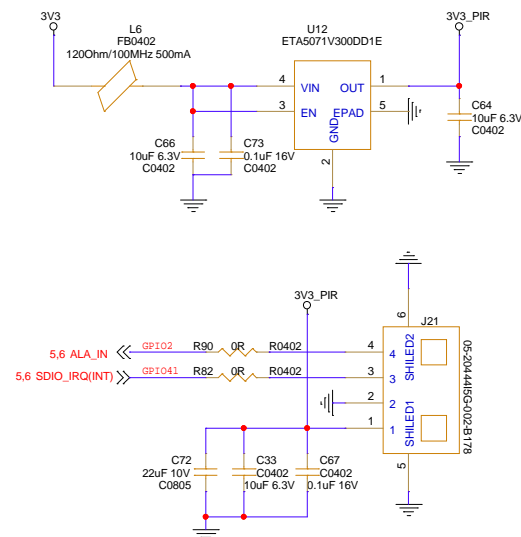 3V3
L6
FB0402
120Ohm/100MHz 500mA
U12
ETA5071V300DD1E
3V3_PIR
4
VIN
OUT
1
3
EN
EPAD
5
GND
2
C66
10uF 6.3V
C0402
C73
0.1uF 16V
C0402
C64
10uF 6.3V
C0402
3V3_PIR
6
J21
5,6 ALA_IN
GPIO2
R90
0R
R0402
4
4
SHILED2
5,6 SDIO_IRQ(INT)
GPIO41
R82
0R
R0402
3
3
2
2
1
1
SHILED1
05-20444I5G-002-B178
5
C72
22uF 10V
C0805
C33
C0402
10uF 6.3V
C67
C0402
0.1uF 16V